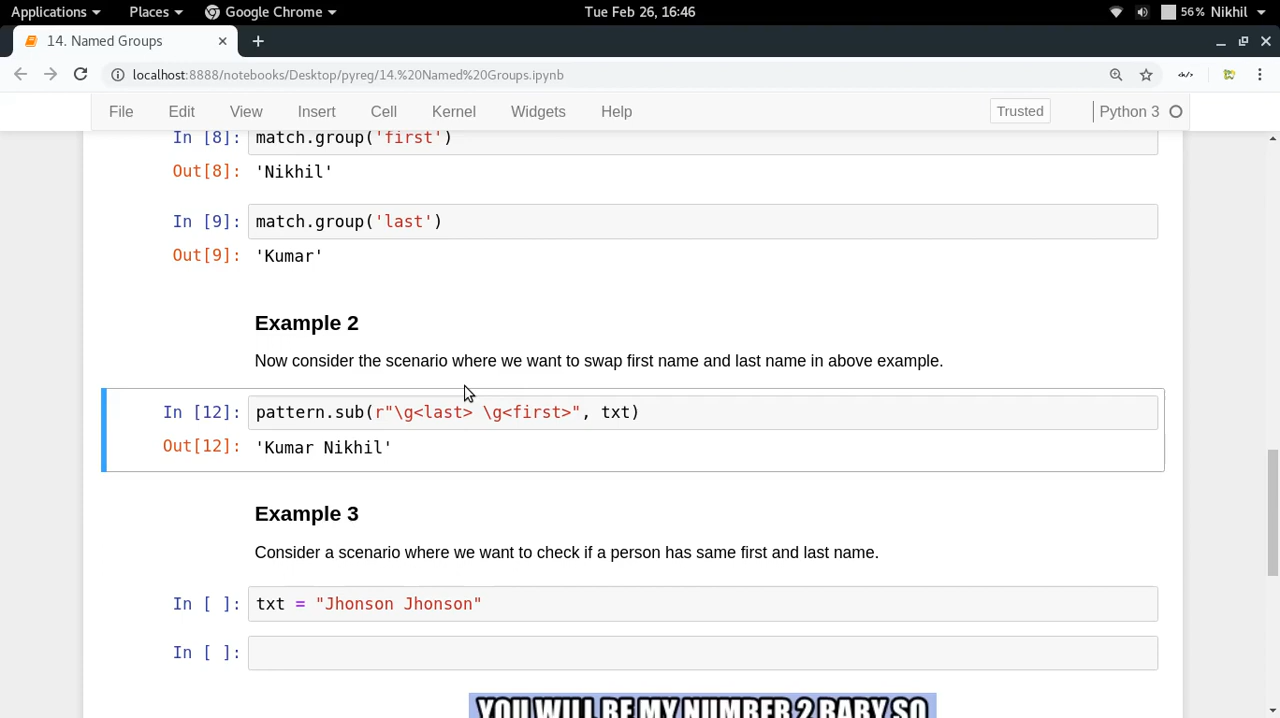 Applications Places Google Chrome Tue Feb 26, 16:46 56% Nikhil
14. Named Groups
localhost:8888/notebooks/Desktop/pyreg/14.%20Named%20Groups.ipynb
File Edit View Insert Cell Kernel Widgets Help Trusted Python 3
In [8]: match.group('first')
Out[8]: 'Nikhil'
In [9]: match.group('last')
Out[9]: 'Kumar'
Example 2
Now consider the scenario where we want to swap first name and last name in above example.
In [12]: pattern.sub(r"\g<last> \g<first>", txt)
Out[12]: 'Kumar Nikhil'
Example 3
Consider a scenario where we want to check if a person has same first and last name.
In [ ]: txt = "Jhonson Jhonson"
In [ ]:
YOU WILL BE MY NUMBER 2 BABY SO